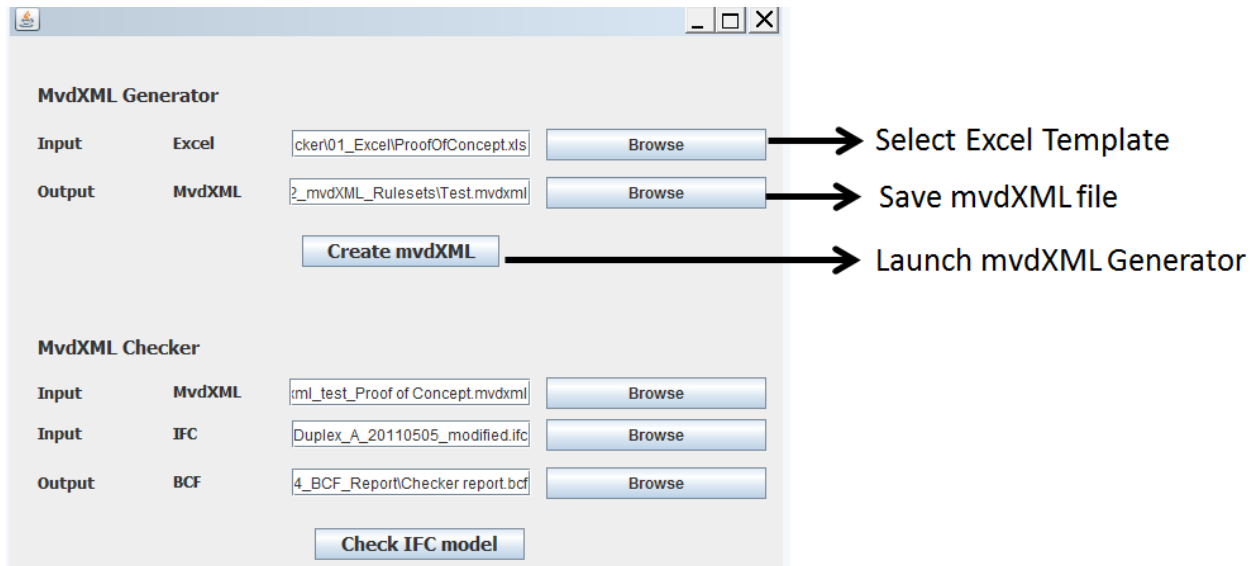 MvdXML Generator
Input Excel cker\01_Excel\ProofOfConcept.xls Browse Select Excel Template
Output MvdXML 2_mvdXML_Rulesets\Test.mvdxml Browse Save mvdXML file
Create mvdXML Launch mvdXML Generator
MvdXML Checker
Input MvdXML xml_test_Proof of Concept.mvdxml Browse
Input IFC Duplex_A_20110505_modified.ifc Browse
Output BCF 4_BCF_Report\Checker report.bcf Browse
Check IFC model